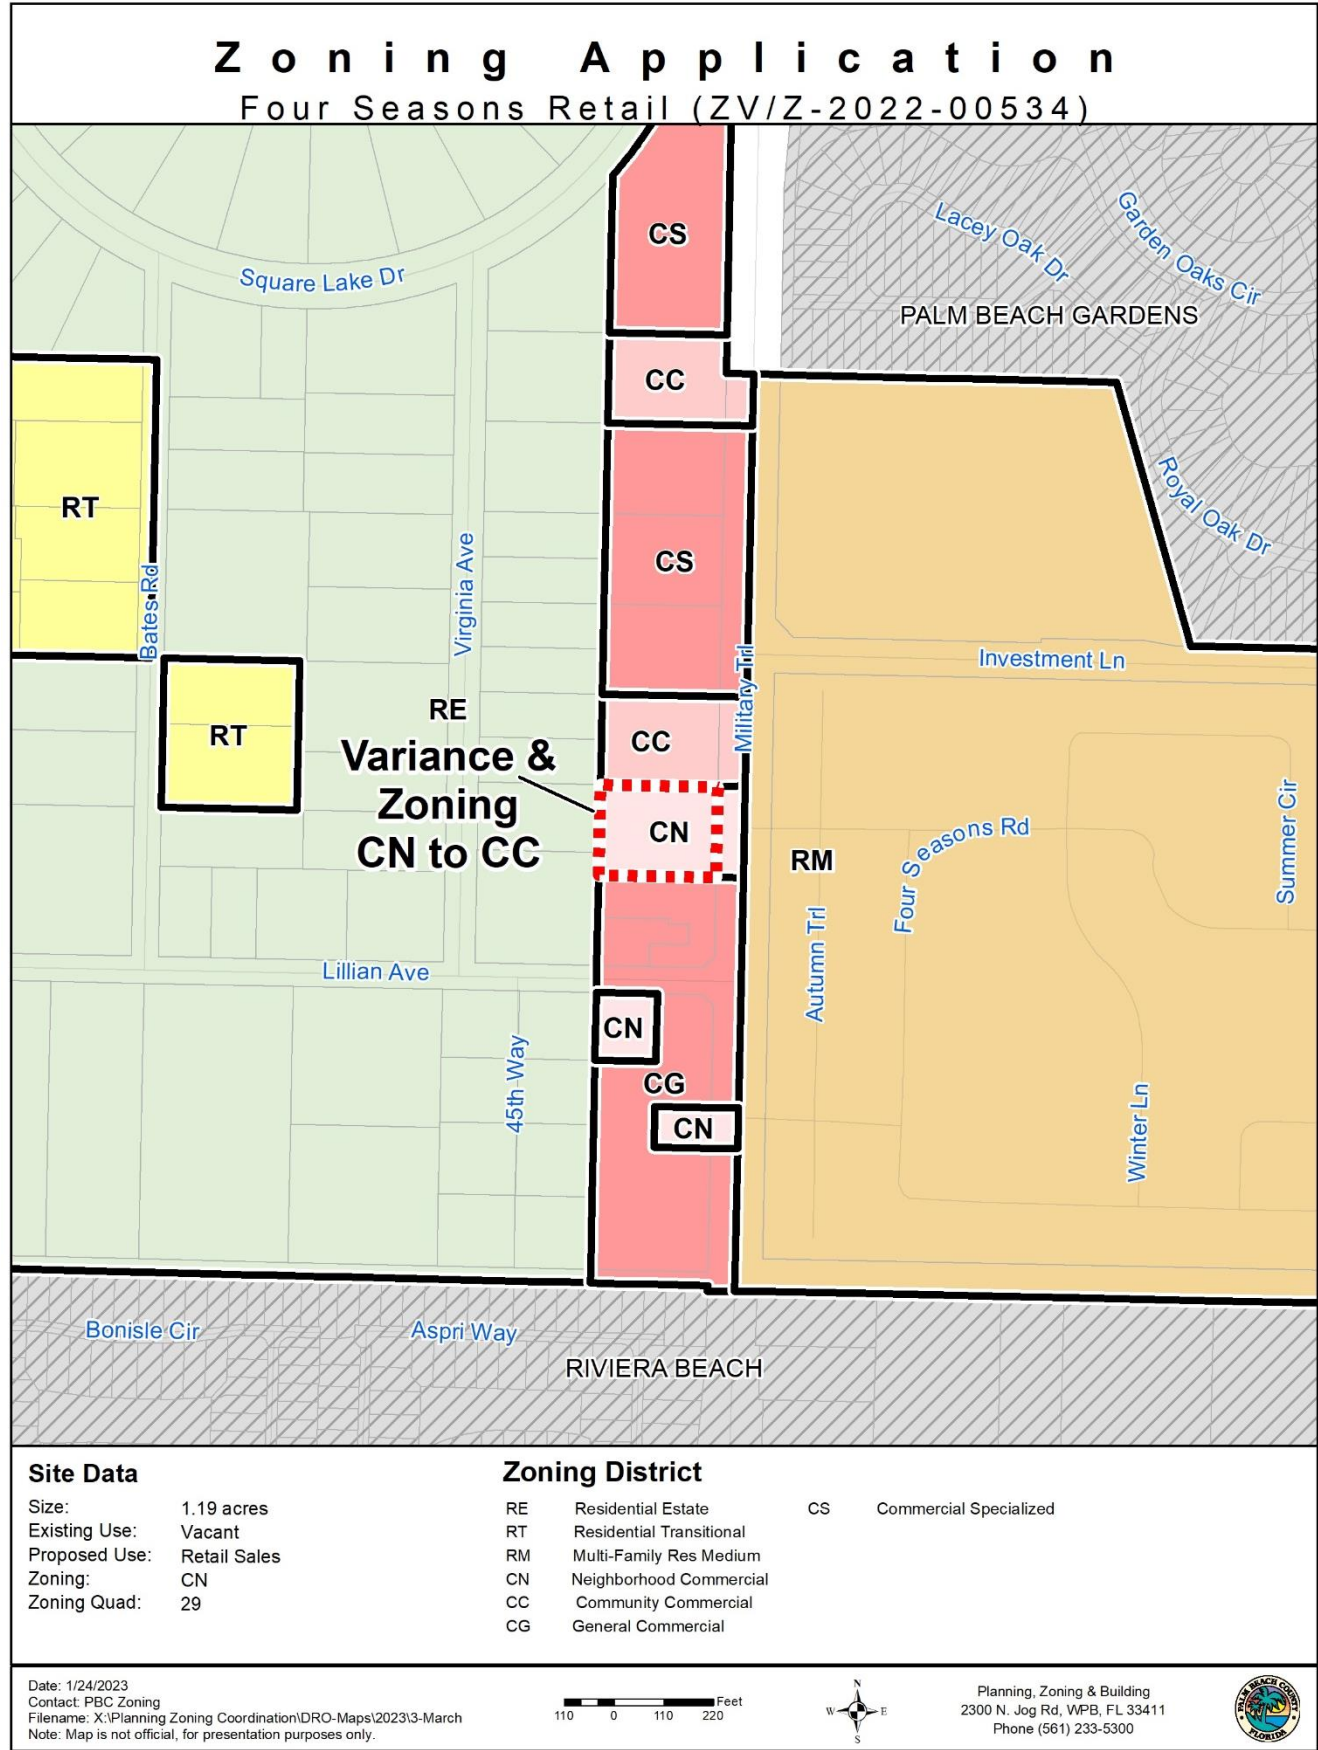 Zoning Application
Four Seasons Retail (ZV/Z-2022-00534)
CS
Lacey Oak Dr
Garden Oaks Cir
Square Lake Dr
PALM BEACH GARDENS
CC
Royal Oak Dr
RT
CS
Bates Rd
Virginia Ave
Military Trl
Investment Ln
RE
RT
CC
Variance &
Zoning
CN to CC
CN
RM
Four Seasons Rd
Summer Cir
Autumn Trl
Lillian Ave
CN
45th Way
CG
CN
Winter Ln
Bonisle Cir
Aspri Way
RIVIERA BEACH
Site Data
Size: 1.19 acres
Existing Use: Vacant
Proposed Use: Retail Sales
Zoning: CN
Zoning Quad: 29
Zoning District
RE Residential Estate
RT Residential Transitional
RM Multi-Family Res Medium
CN Neighborhood Commercial
CC Community Commercial
CG General Commercial
CS Commercial Specialized
Date: 1/24/2023
Contact: PBC Zoning
Filename: X:\Planning Zoning Coordination\DRO-Maps\2023\3-March
Note: Map is not official, for presentation purposes only.
Feet
110 0 110 220
N
W E
S
Planning, Zoning & Building
2300 N. Jog Rd, WPB, FL 33411
Phone (561) 233-5300
PALM BEACH COUNTY
FLORIDA